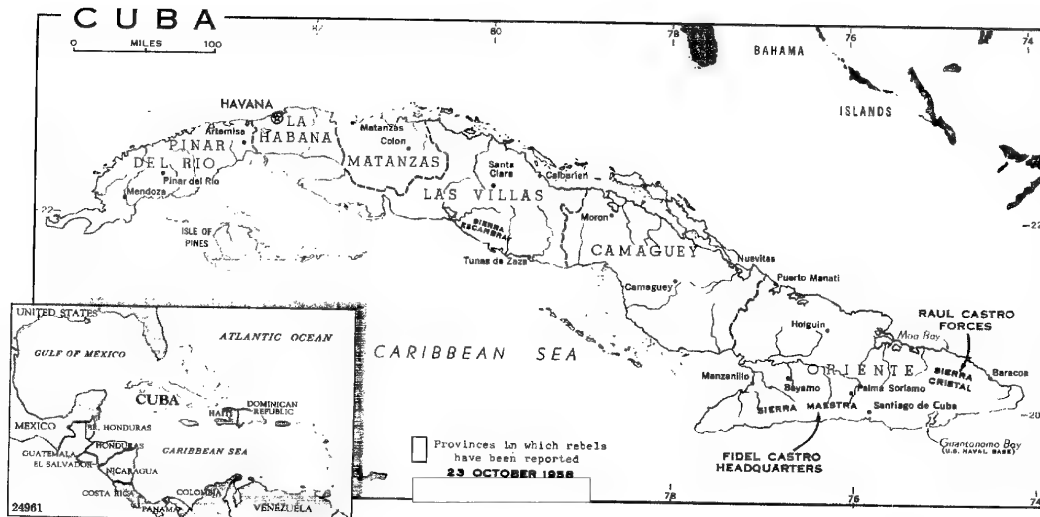 CUBA
0 MILES 100
82
80
78
76
74
BAHAMA
ISLANDS
HAVANA
LA
HABANA
Artemisa
PINAR
DEL RIO
Pinar del Rio
Mendoza
Matanzas
Colon
MATANZAS
Santa
Clara
Caibarien
LAS VILLAS
22
22
ISLE OF
PINES
SIERRA
ESCAMBRAY
Tunas de Zaza
Moron
CAMAGUEY
Nuevitas
Camaguey
Puerto Manati
Holguin
RAUL CASTRO
FORCES
Moa Bay
CARIBBEAN SEA
ORIENTE
SIERRA
CRISTAL
Baracoa
Manzanillo
Bayamo
Palma Soriano
SIERRA MAESTRA
Santiago de Cuba
20
Guantanamo Bay
(U.S. NAVAL BASE)
FIDEL CASTRO
HEADQUARTERS
Provinces in which rebels
have been reported
23 OCTOBER 1958
78
76
74
UNITED STATES
ATLANTIC OCEAN
GULF OF MEXICO
CUBA
DOMINICAN
REPUBLIC
HAITI
MEXICO
BR. HONDURAS
HONDURAS
GUATEMALA
EL SALVADOR
CARIBBEAN SEA
NICARAGUA
COSTA RICA
PANAMA
COLOMBIA
VENEZUELA
24961